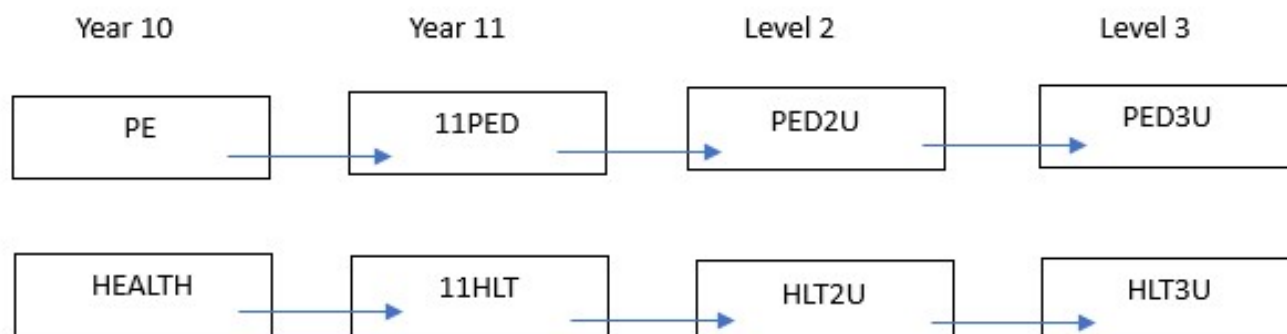 Year 10 Year 11 Level 2 Level 3
PE 11PED PED2U PED3U
HEALTH 11HLT HLT2U HLT3U